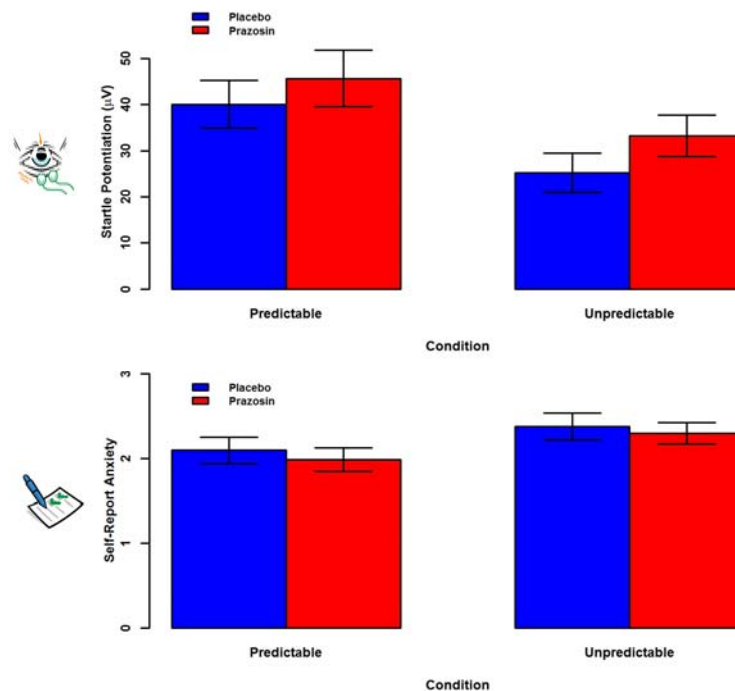 Placebo
Prazosin
Startle Potentiation (μV)
50
40
30
20
10
0
Predictable
Unpredictable
Condition
Placebo
Prazosin
Self-Report Anxiety
3
2
1
0
Predictable
Unpredictable
Condition